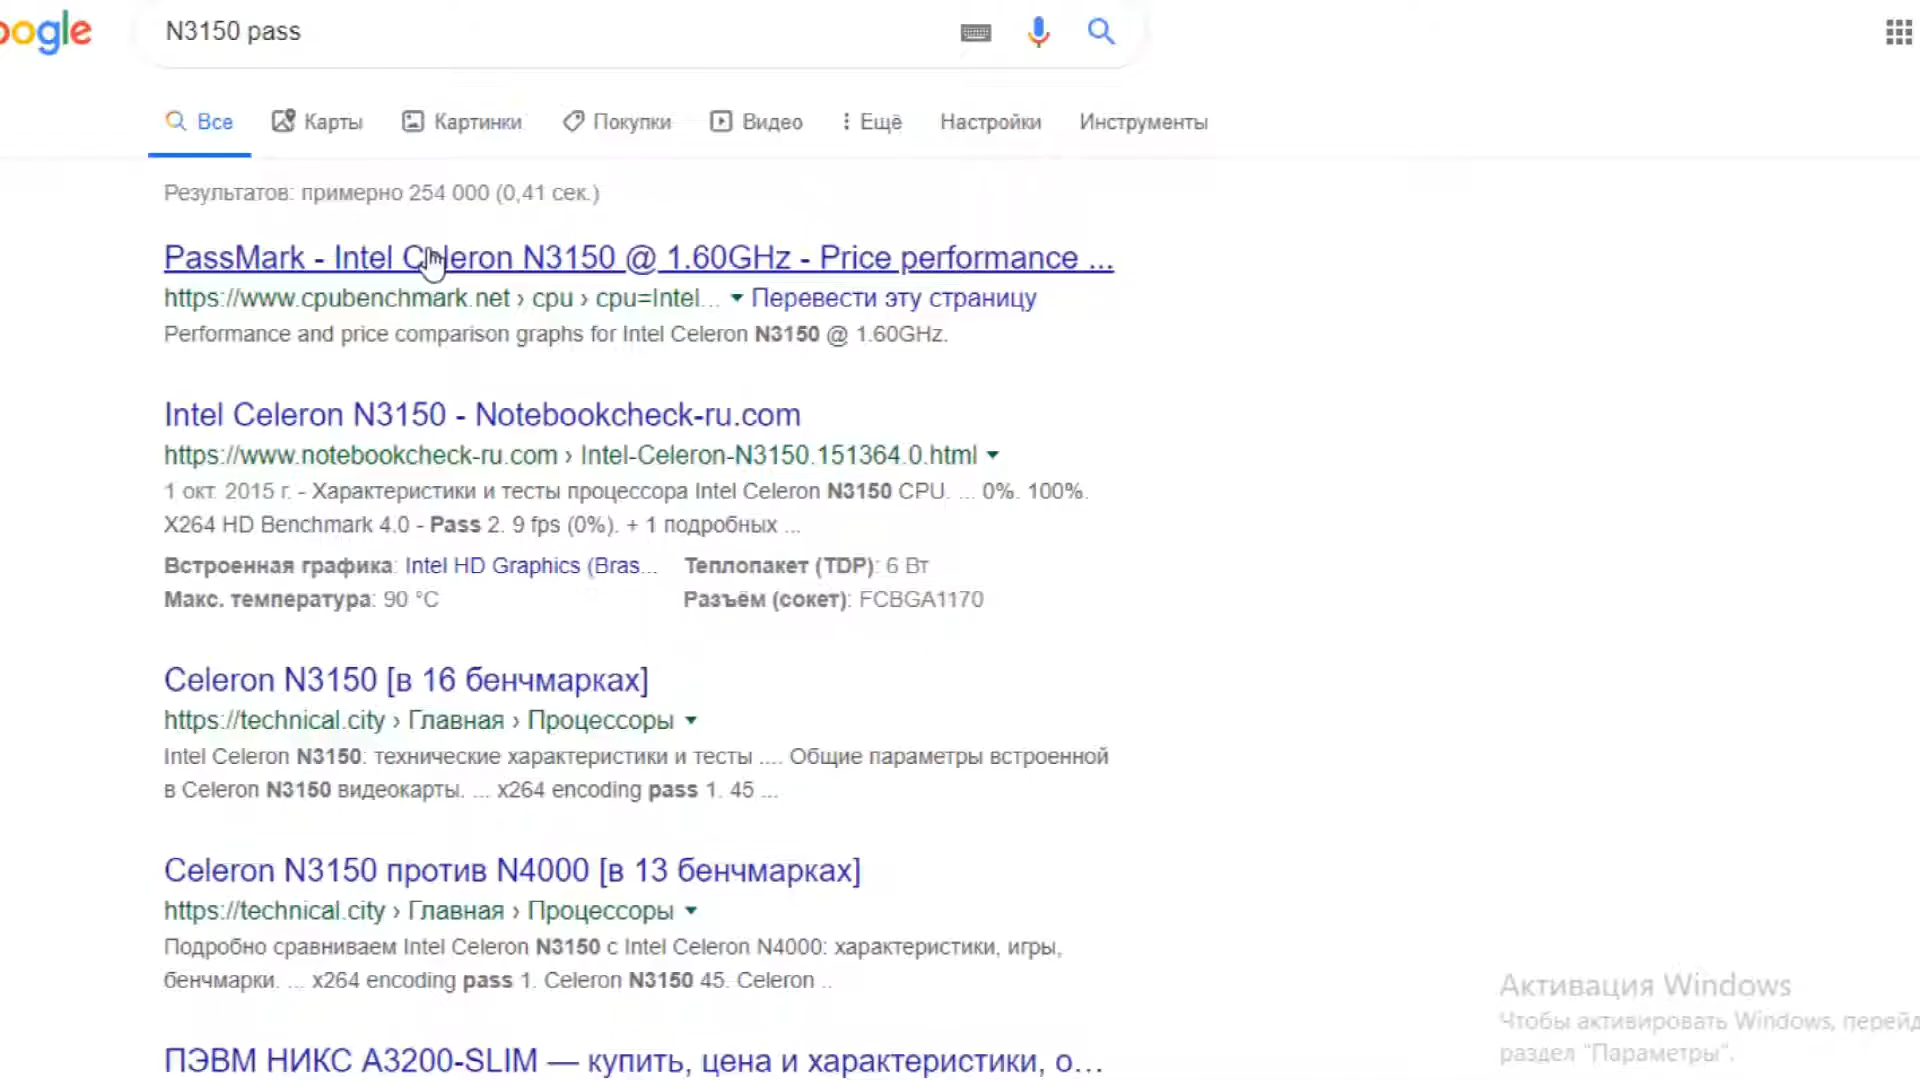 oogle
N3150 pass
Все Карты Картинки Покупки Видео Ещё Настройки Инструменты
Результатов: примерно 254 000 (0,41 сек.)
PassMark - Intel Celeron N3150 @ 1.60GHz - Price performance ...
https://www.cpubenchmark.net › cpu › cpu=Intel... Перевести эту страницу
Performance and price comparison graphs for Intel Celeron N3150 @ 1.60GHz.
Intel Celeron N3150 - Notebookcheck-ru.com
https://www.notebookcheck-ru.com › Intel-Celeron-N3150.151364.0.html
1 окт. 2015 г. - Характеристики и тесты процессора Intel Celeron N3150 CPU. ... 0%. 100%.
X264 HD Benchmark 4.0 - Pass 2. 9 fps (0%). + 1 подробных ...
Встроенная графика: Intel HD Graphics (Bras... Теплопакет (TDP): 6 Вт
Макс. температура: 90 °C Разъём (сокет): FCBGA1170
Celeron N3150 [в 16 бенчмарках]
https://technical.city › Главная › Процессоры
Intel Celeron N3150: технические характеристики и тесты .... Общие параметры встроенной
в Celeron N3150 видеокарты. ... x264 encoding pass 1. 45 ...
Celeron N3150 против N4000 [в 13 бенчмарках]
https://technical.city › Главная › Процессоры
Подробно сравниваем Intel Celeron N3150 с Intel Celeron N4000: характеристики, игры,
бенчмарки. ... x264 encoding pass 1. Celeron N3150 45. Celeron ..
ПЭВМ НИКС A3200-SLIM — купить, цена и характеристики, о...
Активация Windows
Чтобы активировать Windows, перейд
раздел "Параметры".